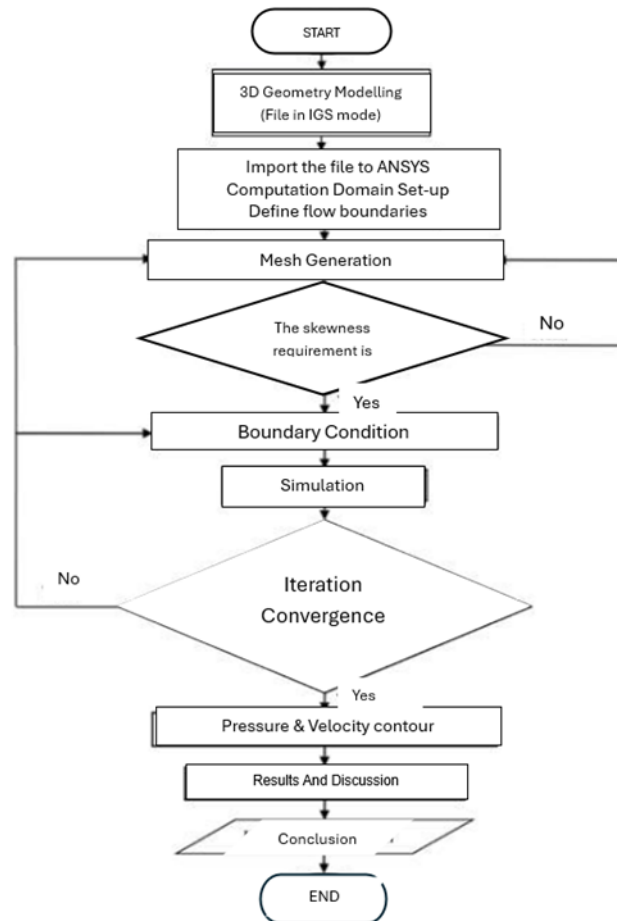 START
3D Geometry Modelling
(File in IGS mode)
Import the file to ANSYS
Computation Domain Set-up
Define flow boundaries
Mesh Generation
The skewness
requirement is
No
Yes
Boundary Condition
Simulation
Iteration
Convergence
No
Yes
Pressure & Velocity contour
Results And Discussion
Conclusion
END